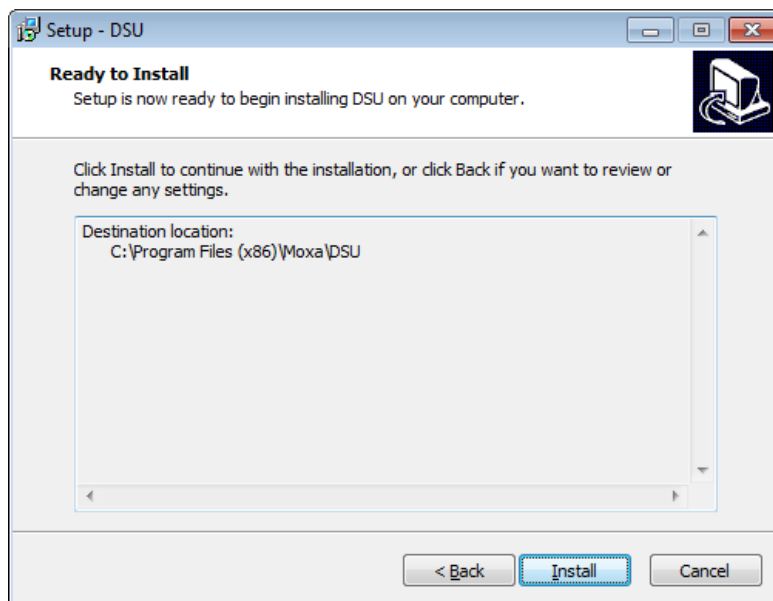 Setup - DSU
Ready to Install
Setup is now ready to begin installing DSU on your computer.
Click Install to continue with the installation, or click Back if you want to review or
change any settings.
Destination location:
C:\Program Files (x86)\Moxa\DSU
< Back
Install
Cancel